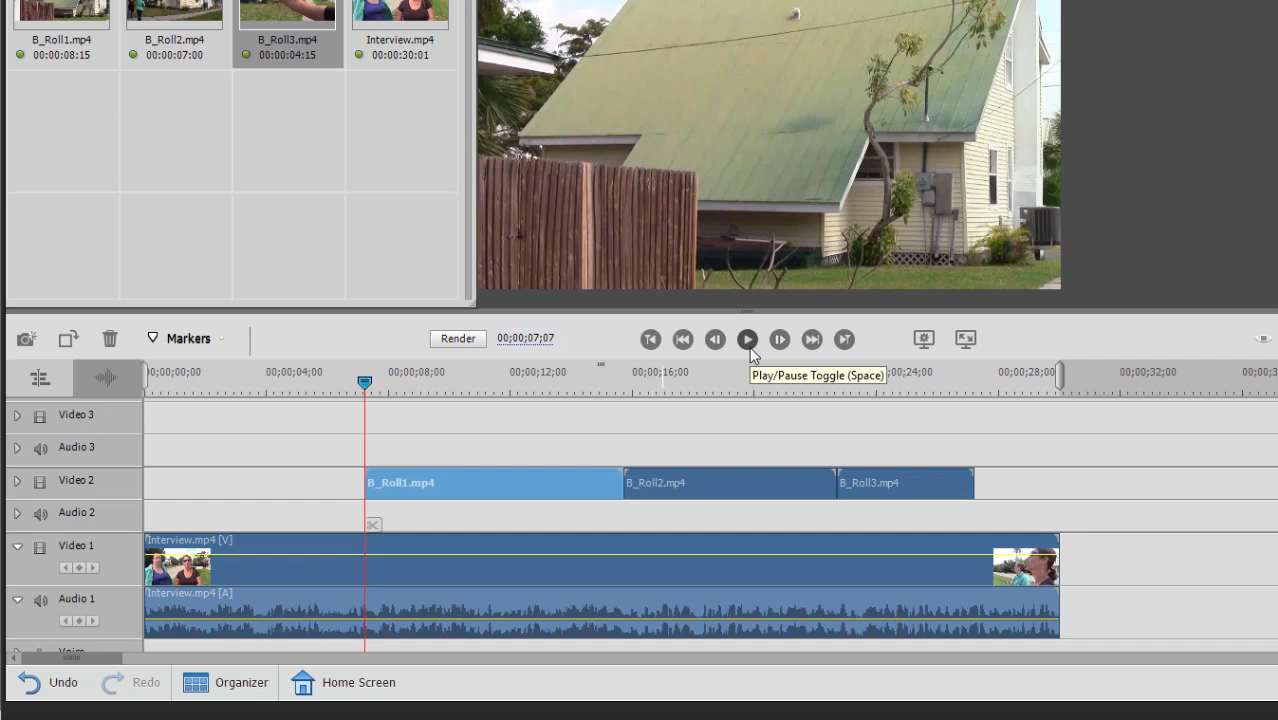 B_Roll1.mp4 B_Roll2.mp4 B_Roll3.mp4 Interview.mp4
00:00:08:15 00:00:07:00 00:00:04:15 00:00:30:01
Markers Render 00;00;07;07
00;00;00;00 00;00;04;00 00;00;08;00 00;00;12;00 00;00;16;00 00;24;00 00;00;28;00 00;00;32;00
Play/Pause Toggle (Space)
Video 3
Audio 3
Video 2 B_Roll1.mp4 B_Roll2.mp4 B_Roll3.mp4
Audio 2
Interview.mp4 [V]
Video 1
Interview.mp4 [A]
Audio 1
Undo Redo Organizer Home Screen